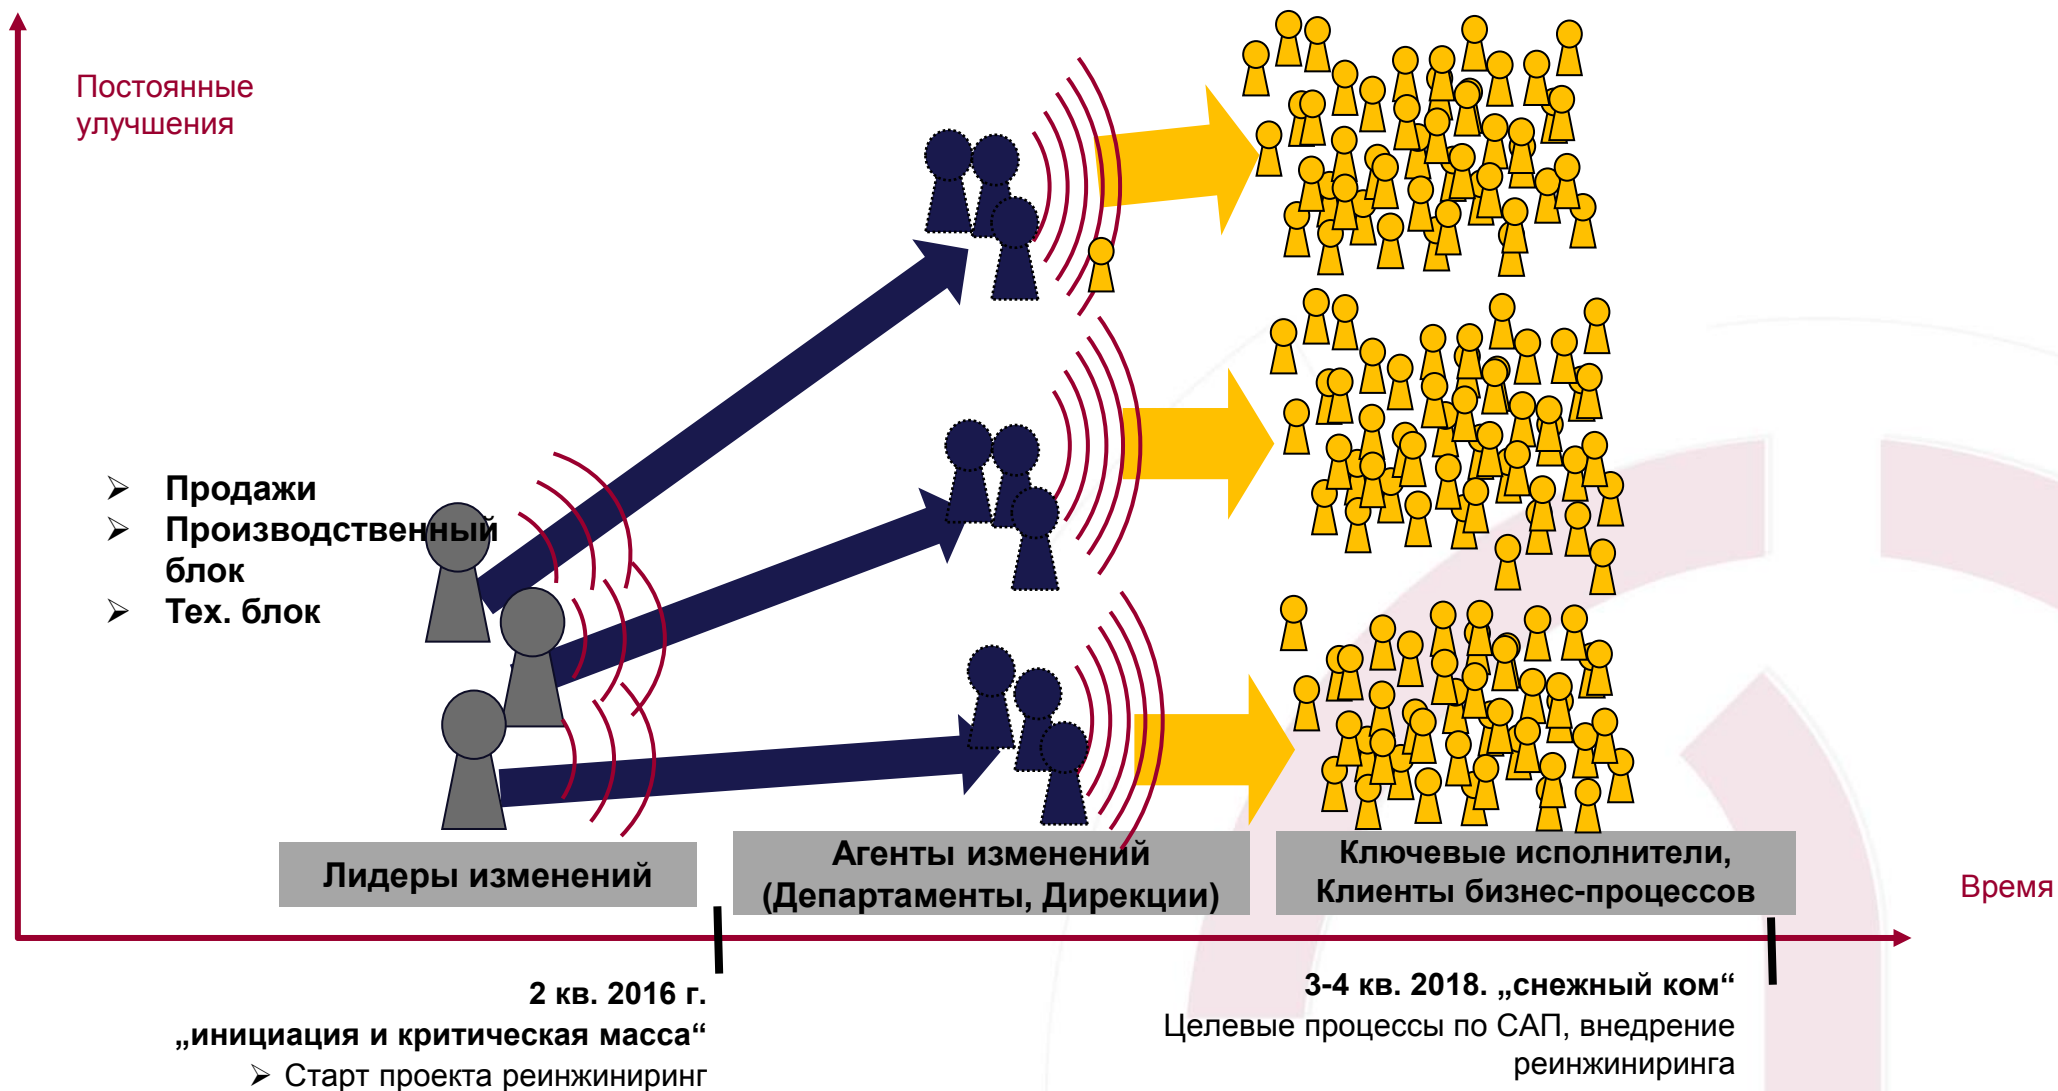 Постоянные
улучшения
➢ Продажи
➢ Производственный
блок
➢ Тех. блок
Лидеры изменений
Агенты изменений
(Департаменты, Дирекции)
Ключевые исполнители,
Клиенты бизнес-процессов
Время
2 кв. 2016 г.
„инициация и критическая масса“
➢ Старт проекта реинжиниринг
3-4 кв. 2018. „снежный ком“
Целевые процессы по САП, внедрение
реинжиниринга